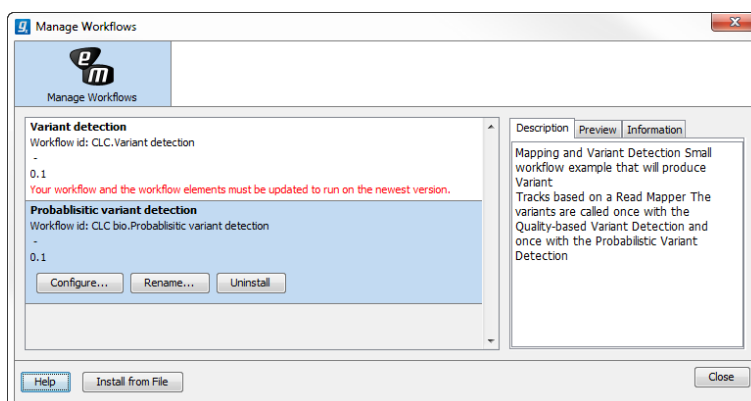 Manage Workflows
Manage Workflows
Variant detection
Workflow id: CLC.Variant detection
-
0.1
Your workflow and the workflow elements must be updated to run on the newest version.
Probablisitic variant detection
Workflow id: CLC bio.Probablisitic variant detection
-
0.1
Configure... Rename... Uninstall
Description Preview Information
Mapping and Variant Detection Small
workflow example that will produce
Variant
Tracks based on a Read Mapper The
variants are called once with the
Quality-based Variant Detection and
once with the Probabilistic Variant
Detection
Help Install from File Close